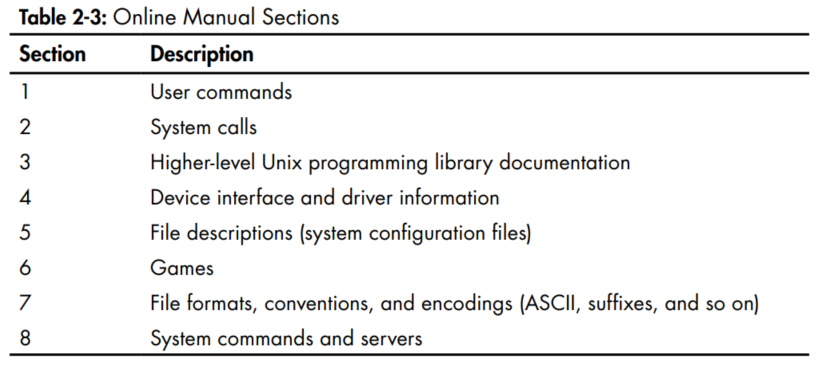 Table 2-3: Online Manual Sections
Section Description
1 User commands
2 System calls
3 Higher-level Unix programming library documentation
4 Device interface and driver information
5 File descriptions (system configuration files)
6 Games
7 File formats, conventions, and encodings (ASCII, suffixes, and so on)
8 System commands and servers